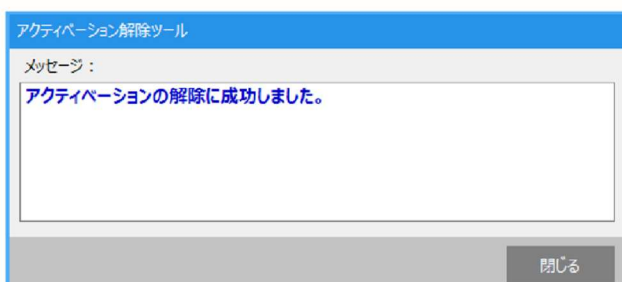 アクティベーション解除ツール
メッセージ：
アクティベーションの解除に成功しました。
閉じる